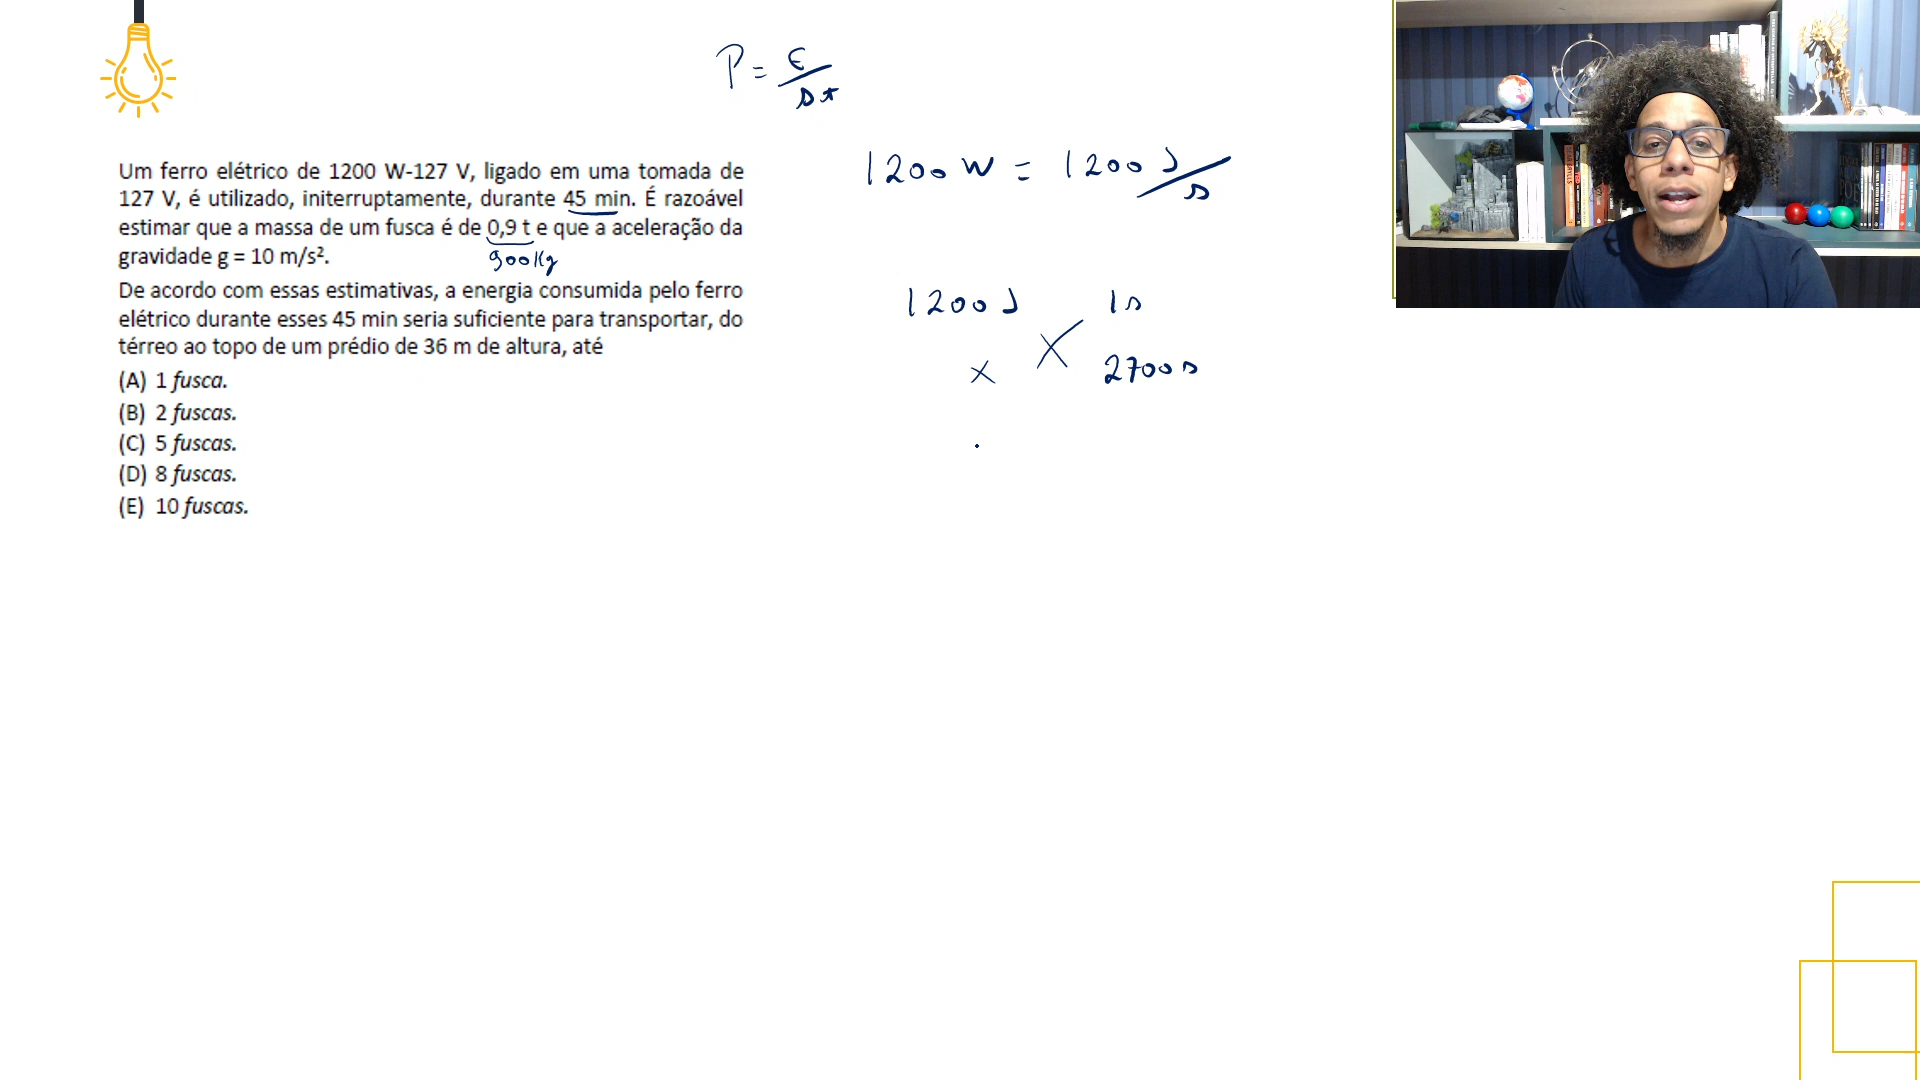 P = E / Δt
Um ferro elétrico de 1200 W-127 V, ligado em uma tomada de
127 V, é utilizado, initerruptamente, durante 45 min. É razoável
estimar que a massa de um fusca é de 0,9 t e que a aceleração da
gravidade g = 10 m/s².
900Kg
De acordo com essas estimativas, a energia consumida pelo ferro
elétrico durante esses 45 min seria suficiente para transportar, do
térreo ao topo de um prédio de 36 m de altura, até
(A) 1 fusca.
(B) 2 fuscas.
(C) 5 fuscas.
(D) 8 fuscas.
(E) 10 fuscas.
1200 W = 1200 J/s
1200 J 1s
x 2700s